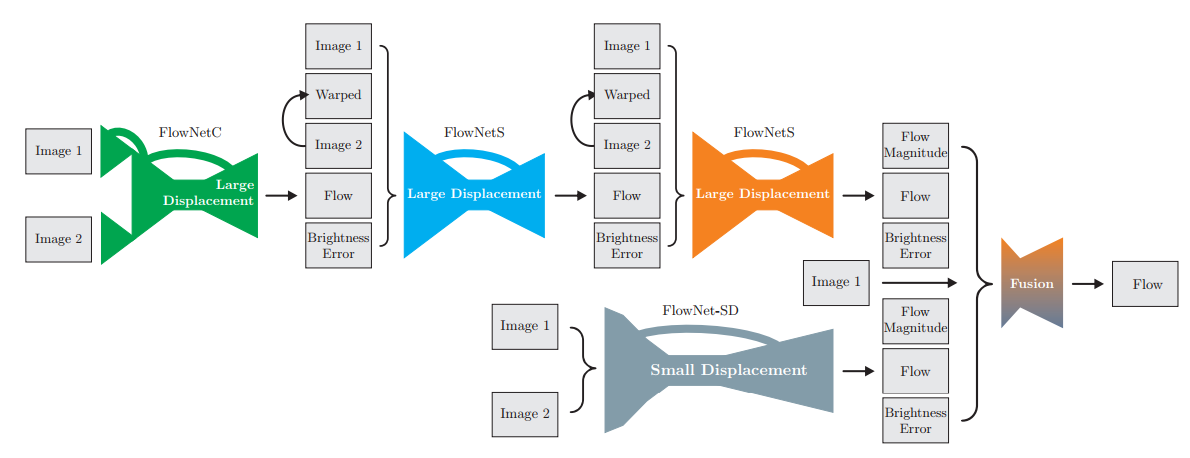 Image 1
Image 2
FlowNetC
Large
Displacement
Image 1
Warped
Image 2
Flow
Brightness
Error
FlowNetS
Large Displacement
Image 1
Warped
Image 2
Flow
Brightness
Error
FlowNetS
Large Displacement
Flow
Magnitude
Flow
Brightness
Error
Image 1
Image 1
Image 2
FlowNet-SD
Small Displacement
Flow
Magnitude
Flow
Brightness
Error
Fusion
Flow